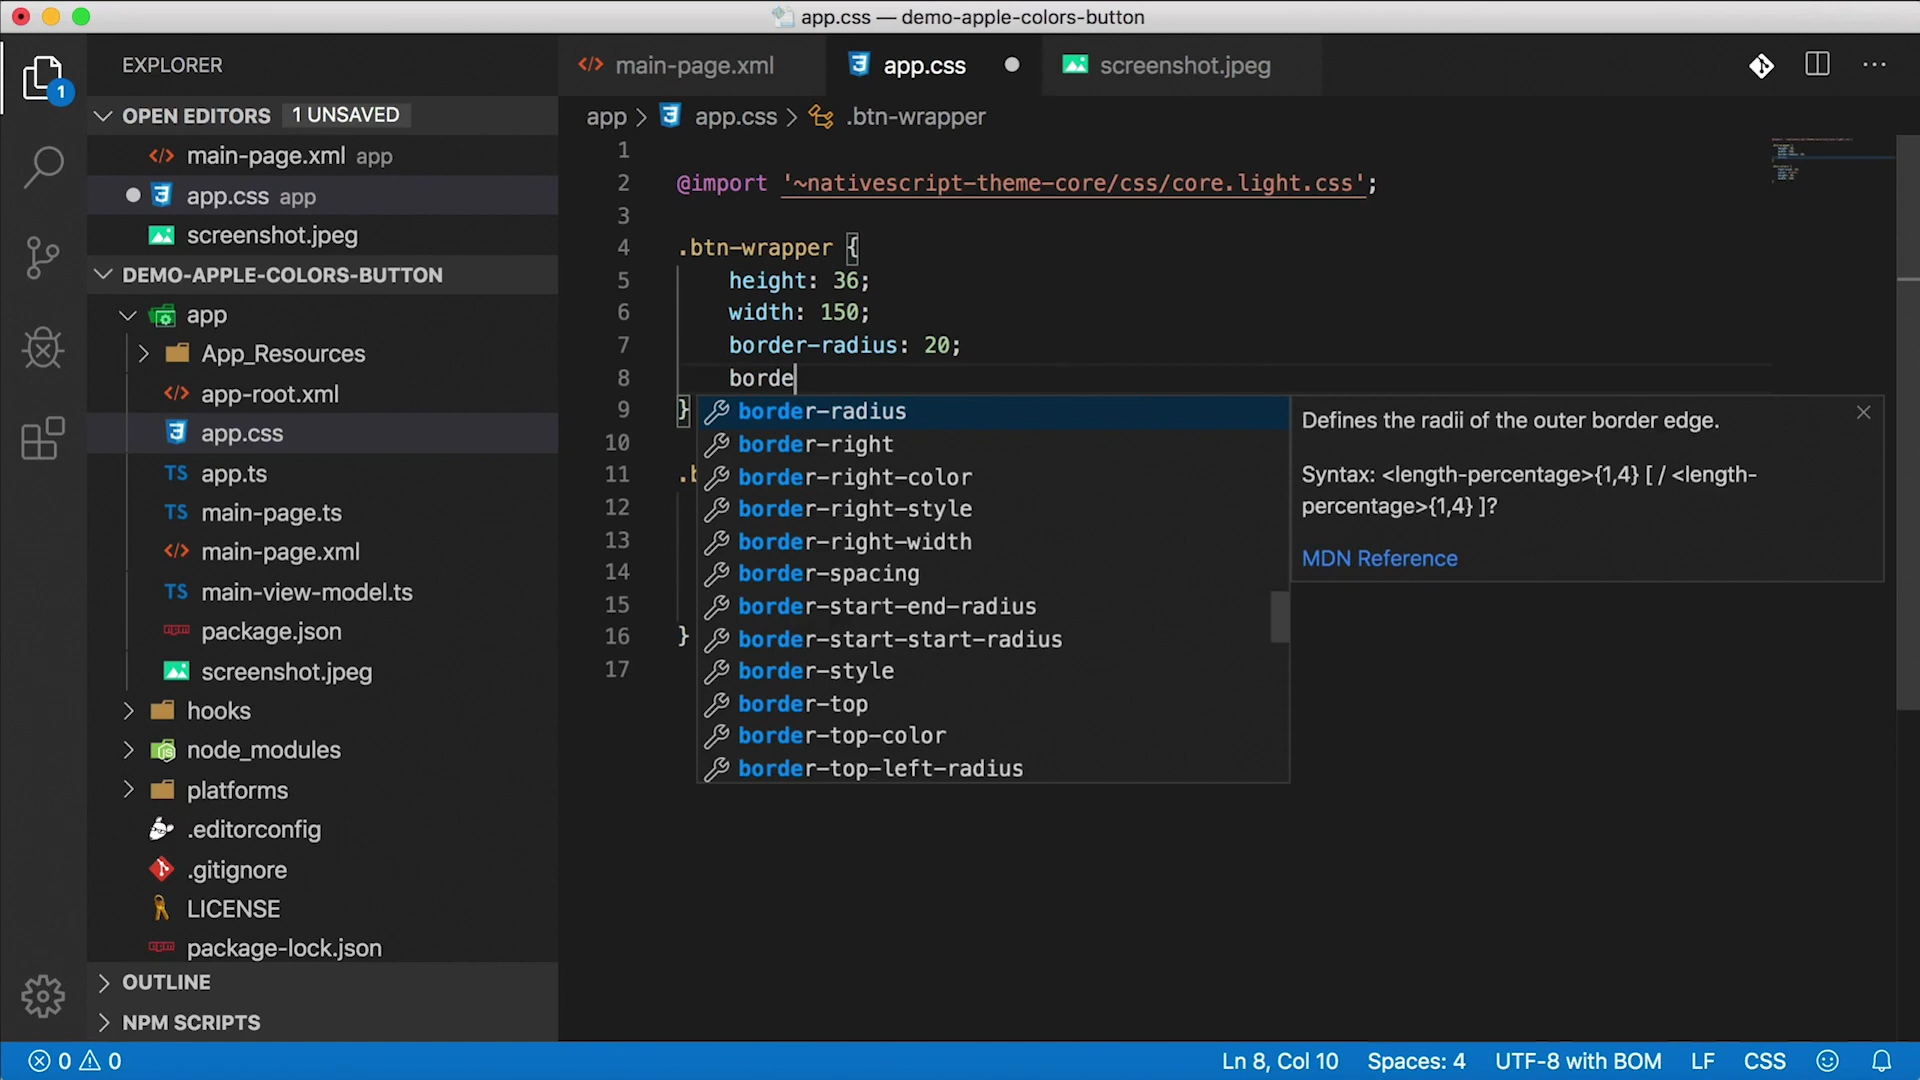 app.css — demo-apple-colors-button
EXPLORER
main-page.xml
app.css
screenshot.jpeg
1
OPEN EDITORS 1 UNSAVED
main-page.xml app
app.css app
screenshot.jpeg
DEMO-APPLE-COLORS-BUTTON
app
App_Resources
app-root.xml
app.css
TS app.ts
TS main-page.ts
main-page.xml
TS main-view-model.ts
package.json
screenshot.jpeg
hooks
node_modules
platforms
.editorconfig
.gitignore
LICENSE
package-lock.json
OUTLINE
NPM SCRIPTS
app > app.css > .btn-wrapper
1
2 @import '~nativescript-theme-core/css/core.light.css';
3
4 .btn-wrapper {
5 height: 36;
6 width: 150;
7 border-radius: 20;
8 borde
9 }
10
11 .b
12
13
14
15
16 }
17
border-radius
border-right
border-right-color
border-right-style
border-right-width
border-spacing
border-start-end-radius
border-start-start-radius
border-style
border-top
border-top-color
border-top-left-radius
Defines the radii of the outer border edge.
Syntax: <length-percentage>{1,4} [ / <length-
percentage>{1,4} ]?
MDN Reference
0 0
Ln 8, Col 10 Spaces: 4 UTF-8 with BOM LF CSS